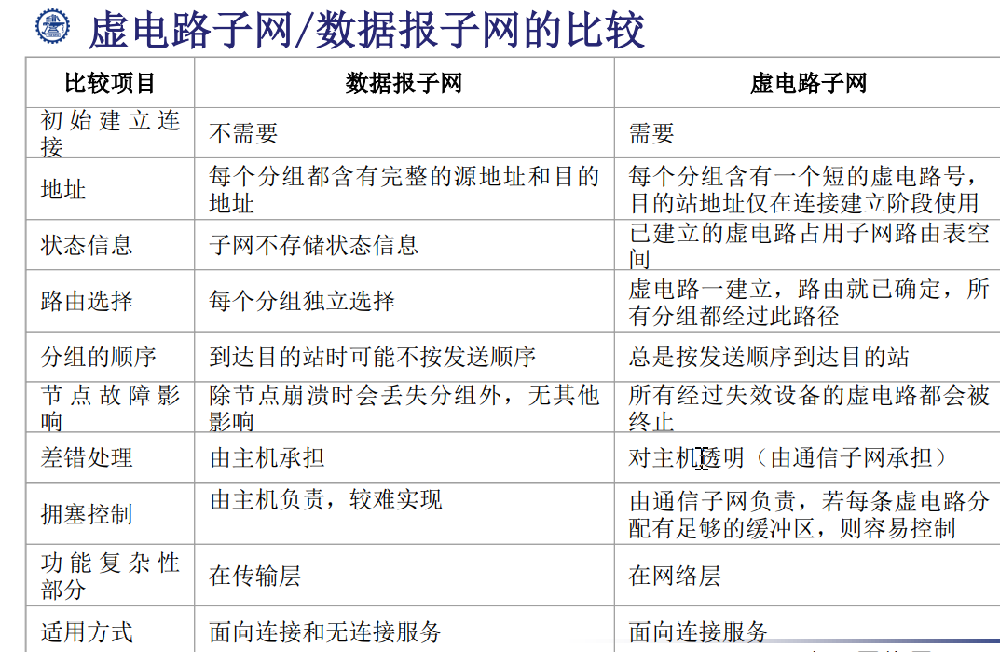 虚电路子网/数据报子网的比较
比较项目
数据报子网
虚电路子网
初始建立连
接
不需要
需要
地址
每个分组都含有完整的源地址和目的
地址
每个分组含有一个短的虚电路号，
目的站地址仅在连接建立阶段使用
状态信息
子网不存储状态信息
已建立的虚电路占用子网路由表空
间
路由选择
每个分组独立选择
虚电路一建立，路由就已确定，所
有分组都经过此路径
分组的顺序
到达目的站时可能不按发送顺序
总是按发送顺序到达目的站
节点故障影
响
除节点崩溃时会丢失分组外，无其他
影响
所有经过失效设备的虚电路都会被
终止
差错处理
由主机承担
对主机透明（由通信子网承担）
拥塞控制
由主机负责，较难实现
由通信子网负责，若每条虚电路分
配有足够的缓冲区，则容易控制
功能复杂性
部分
在传输层
在网络层
适用方式
面向连接和无连接服务
面向连接服务